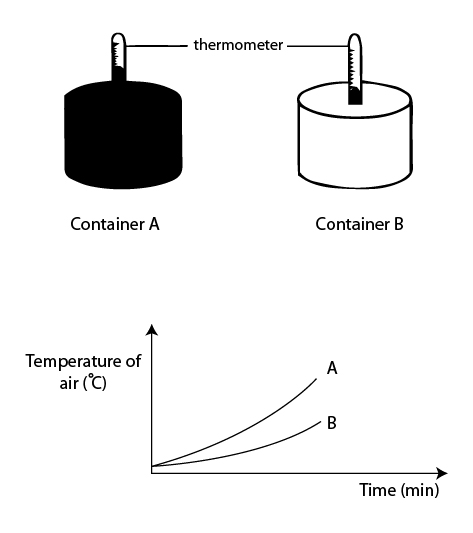 thermometer
Container A
Container B
Temperature of
air (°C)
A
B
Time (min)